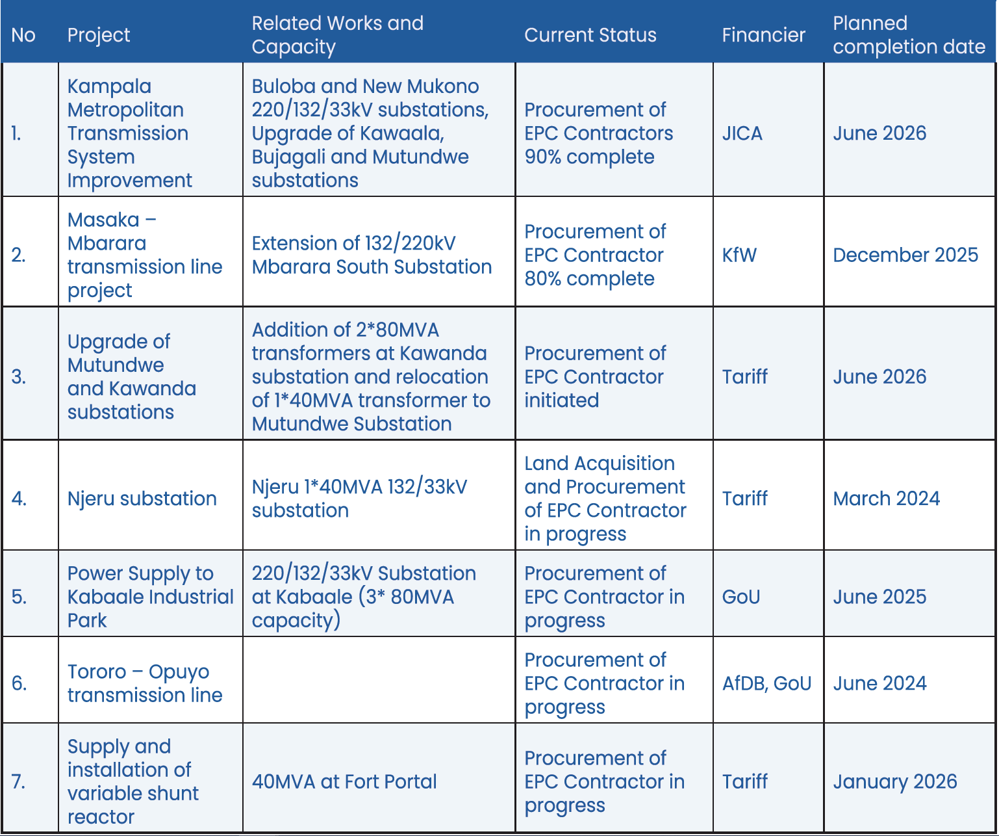 No
Project
Related Works and
Capacity
Current Status
Financier
Planned
completion date
1.
Kampala
Metropolitan
Transmission
System
Improvement
Buloba and New Mukono
220/132/33kV substations,
Upgrade of Kawaala,
Bujagali and Mutundwe
substations
Procurement of
EPC Contractors
90% complete
JICA
June 2026
2.
Masaka –
Mbarara
transmission line
project
Extension of 132/220kV
Mbarara South Substation
Procurement of
EPC Contractor
80% complete
KfW
December 2025
3.
Upgrade of
Mutundwe
and Kawanda
substations
Addition of 2*80MVA
transformers at Kawanda
substation and relocation
of 1*40MVA transformer to
Mutundwe Substation
Procurement of
EPC Contractor
initiated
Tariff
June 2026
4.
Njeru substation
Njeru 1*40MVA 132/33kV
substation
Land Acquisition
and Procurement
of EPC Contractor
in progress
Tariff
March 2024
5.
Power Supply to
Kabaale Industrial
Park
220/132/33kV Substation
at Kabaale (3* 80MVA
capacity)
Procurement of
EPC Contractor in
progress
GoU
June 2025
6.
Tororo – Opuyo
transmission line
Procurement of
EPC Contractor in
progress
AfDB, GoU
June 2024
7.
Supply and
installation of
variable shunt
reactor
40MVA at Fort Portal
Procurement of
EPC Contractor in
progress
Tariff
January 2026